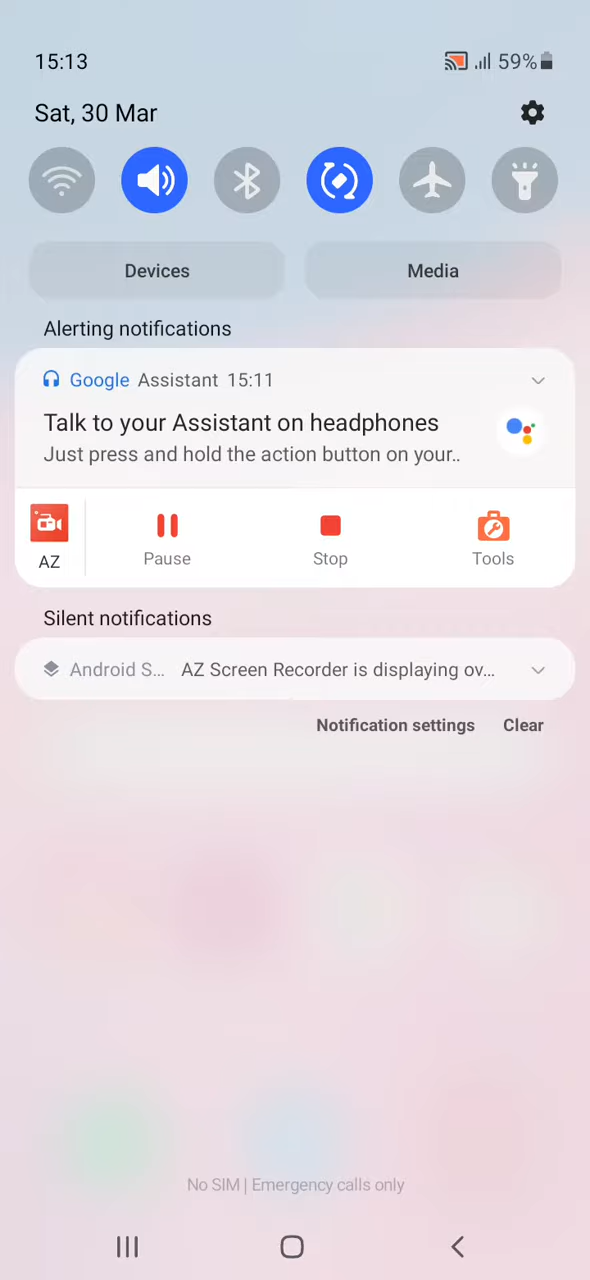 15:13 59%
Sat, 30 Mar
Devices Media
Alerting notifications
Google Assistant 15:11
Talk to your Assistant on headphones
Just press and hold the action button on your..
AZ Pause Stop Tools
Silent notifications
Android S... AZ Screen Recorder is displaying ov...
Notification settings Clear
No SIM | Emergency calls only